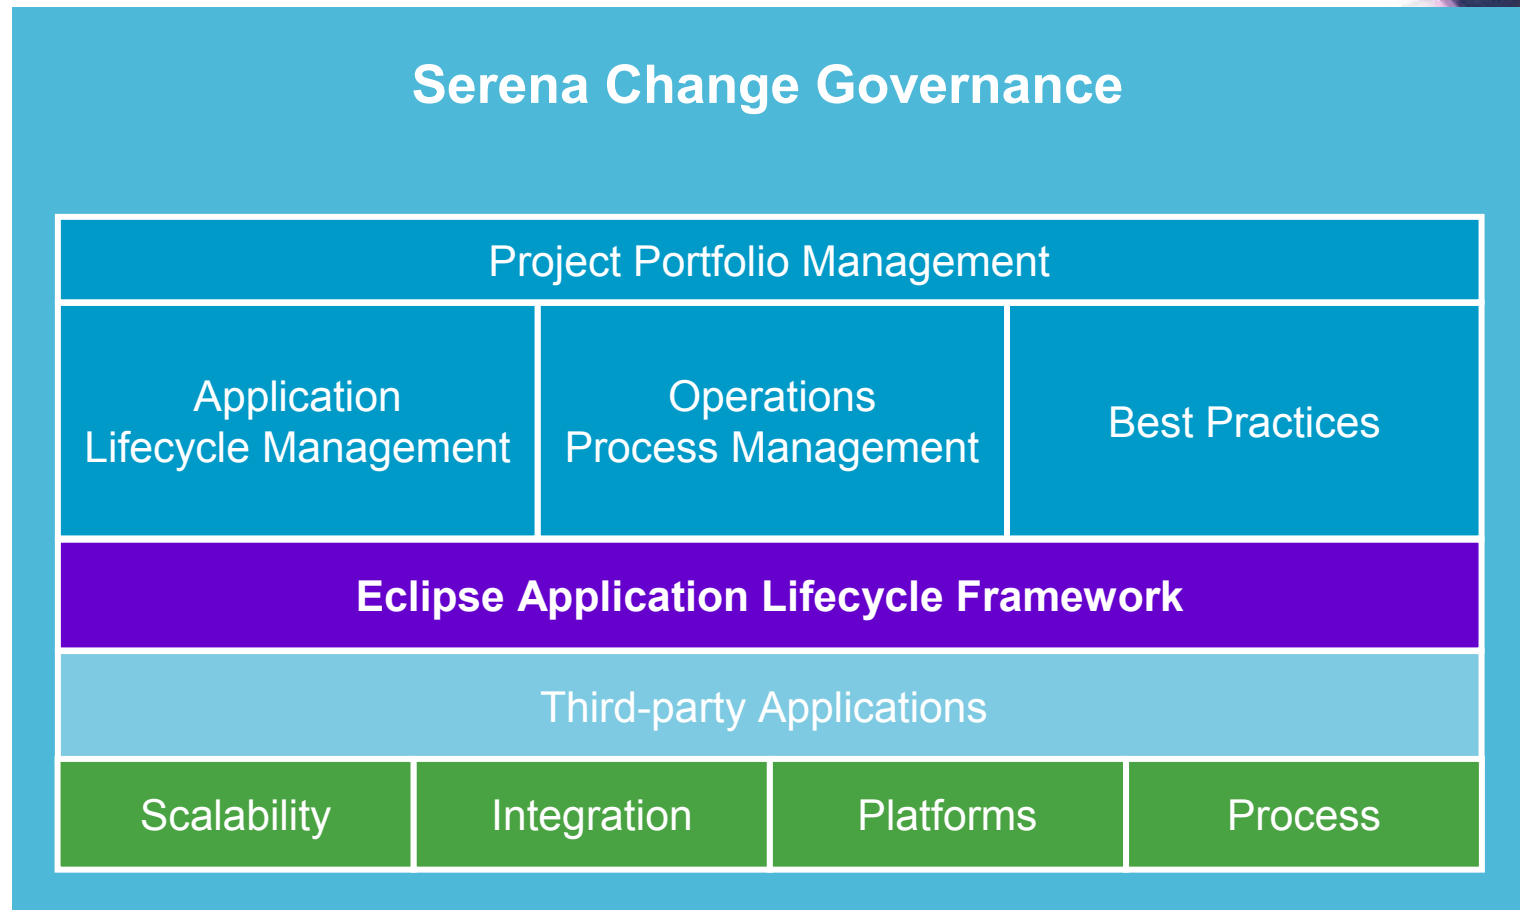 Serena Change Governance
Project Portfolio Management
Application
Lifecycle Management
Operations
Process Management
Best Practices
Eclipse Application Lifecycle Framework
Third-party Applications
Scalability
Integration
Platforms
Process